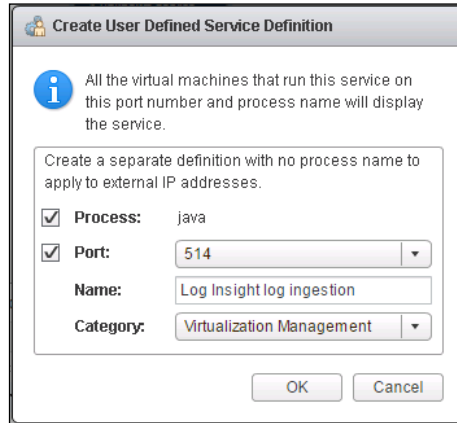 Create User Defined Service Definition
All the virtual machines that run this service on
this port number and process name will display
the service.
Create a separate definition with no process name to
apply to external IP addresses.
Process: java
Port: 514
Name: Log Insight log ingestion
Category: Virtualization Management
OK Cancel